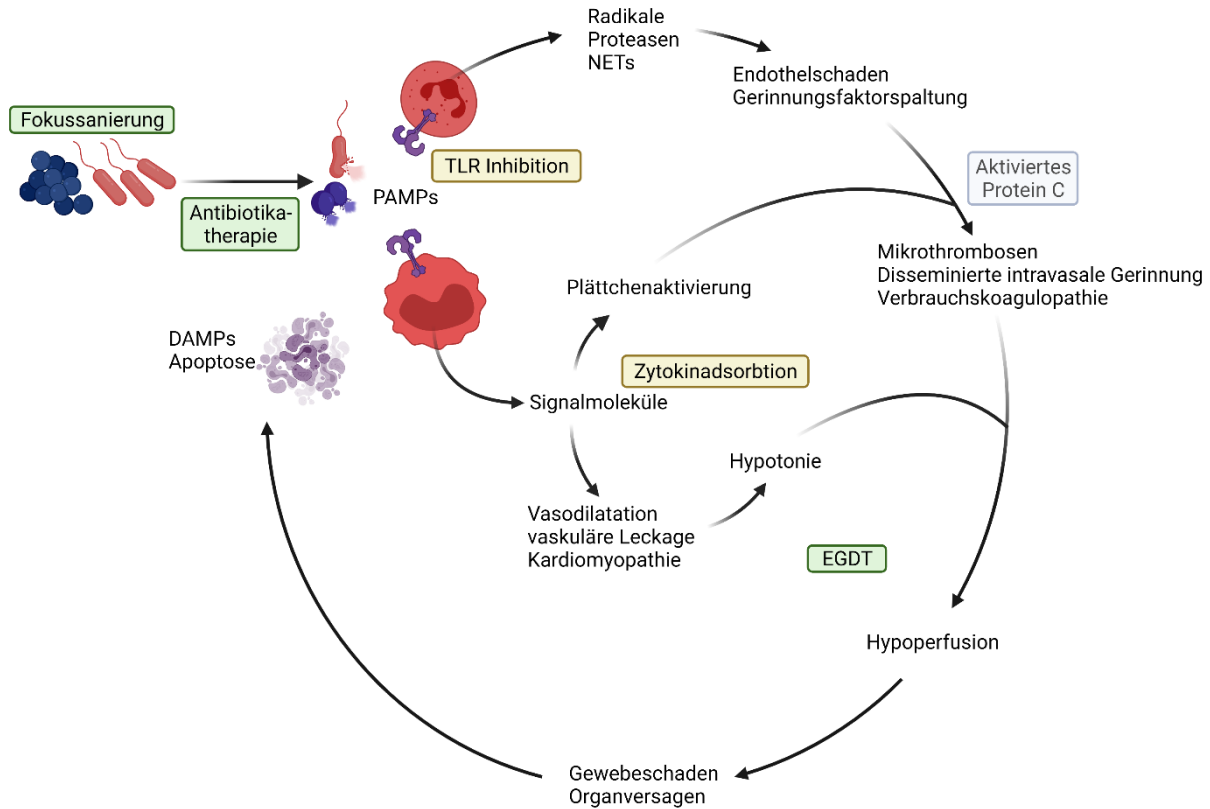 Radikale
Proteasen
NETs
Endothelschaden
Gerinnungsfaktorspaltung
Fokussanierung
TLR Inhibition
Aktiviertes
Protein C
PAMPs
Antibiotika-
therapie
Mikrothrombosen
Disseminierte intravasale Gerinnung
Verbrauchskoagulopathie
Plättchenaktivierung
DAMPs
Apoptose
Zytokinadsorbtion
Signalmoleküle
Hypotonie
Vasodilatation
vaskuläre Leckage
Kardiomyopathie
EGDT
Hypoperfusion
Gewebeschaden
Organversagen